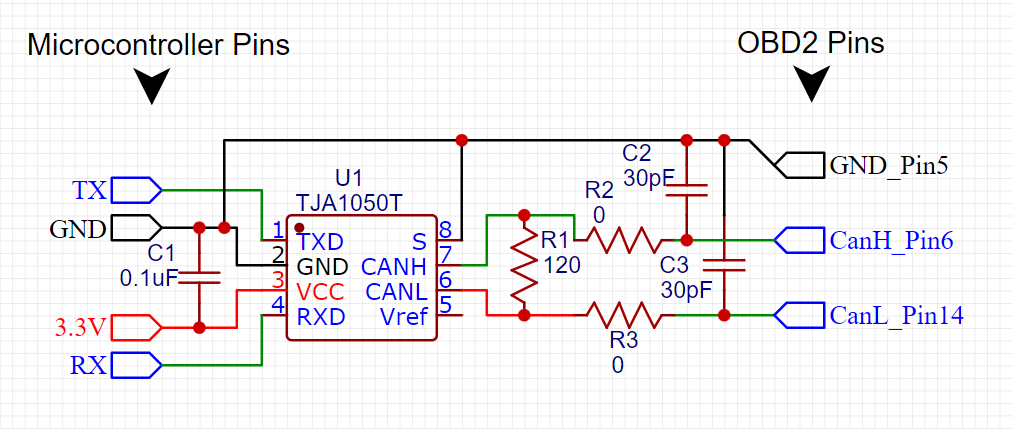 Microcontroller Pins
OBD2 Pins
TX
GND
C1
0.1uF
3.3V
RX
U1
TJA1050T
1
TXD
2
GND
3
VCC
4
RXD
8
S
7
CANH
6
CANL
5
Vref
R1
120
R2
0
C2
30pF
R3
0
C3
30pF
GND_Pin5
CanH_Pin6
CanL_Pin14